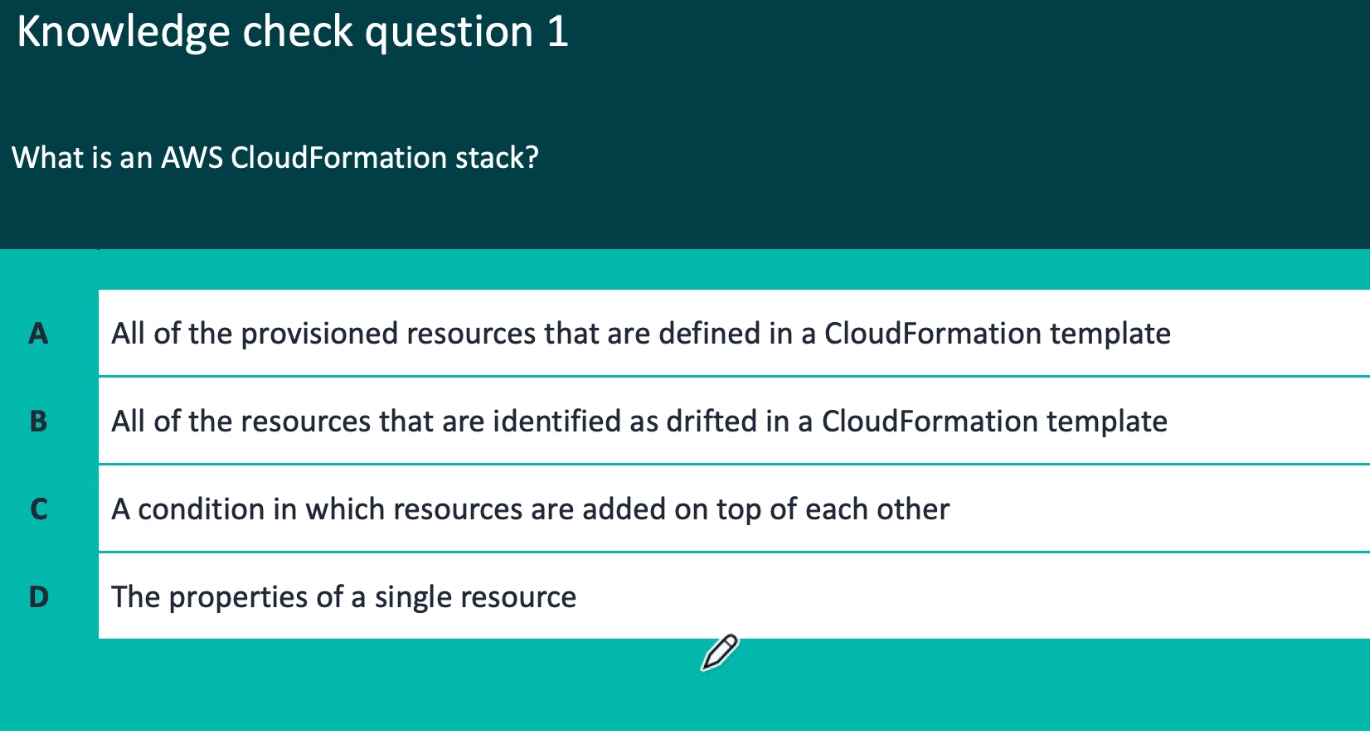 Knowledge check question 1
What is an AWS CloudFormation stack?
A All of the provisioned resources that are defined in a CloudFormation template
B All of the resources that are identified as drifted in a CloudFormation template
C A condition in which resources are added on top of each other
D The properties of a single resource